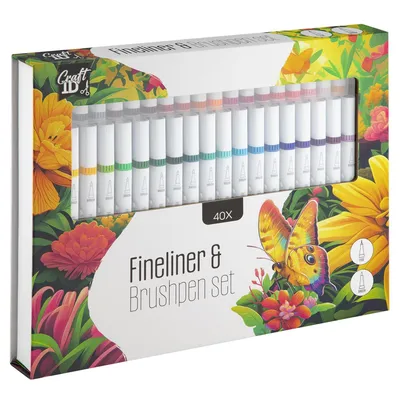 Fineliner &
Brushpen set
Craft
ID
40X
Fineliner &
Brushpen set